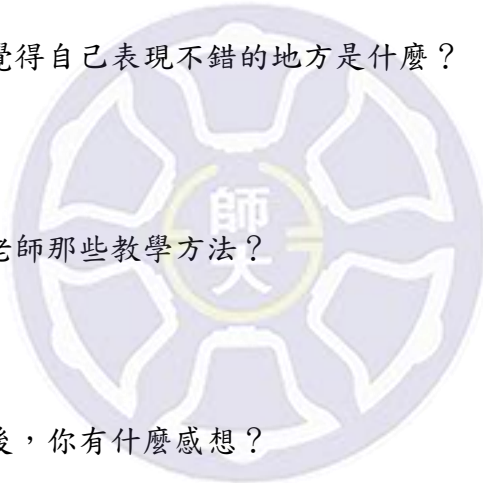 覺得自己表現不錯的地方是什麼？
師大
老師那些教學方法？
後，你有什麼感想？